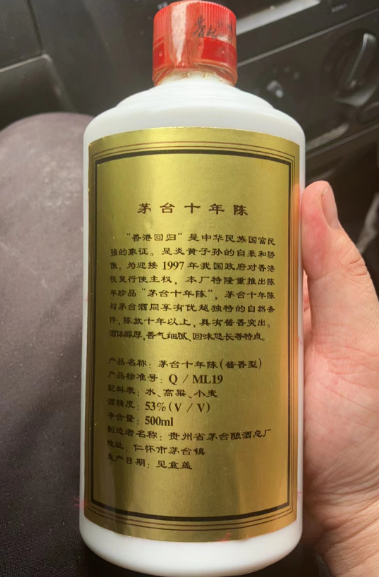 茅台十年陈
“香港回归”是中华民族国富民
强的象征。是炎黄子孙的自豪和骄
傲，为迎接1997年我国政府对香港
恢复行使主权，本厂特隆重推出陈
年珍品“茅台十年陈”，茅台十年陈
与茅台酒同享有优越独特的自然条
件，陈放十年以上，具有酱香突出、
酒体醇厚、香气细腻、回味悠长等特点。
产品名称：茅台十年陈（酱香型）
产品标准号：Q/ML19
配料表：水、高粱、小麦
酒精度：53%(V/V)
净含量：500ml
制造者名称：贵州省茅台酿酒总厂
地址：仁怀市茅台镇
生产日期：见盒盖